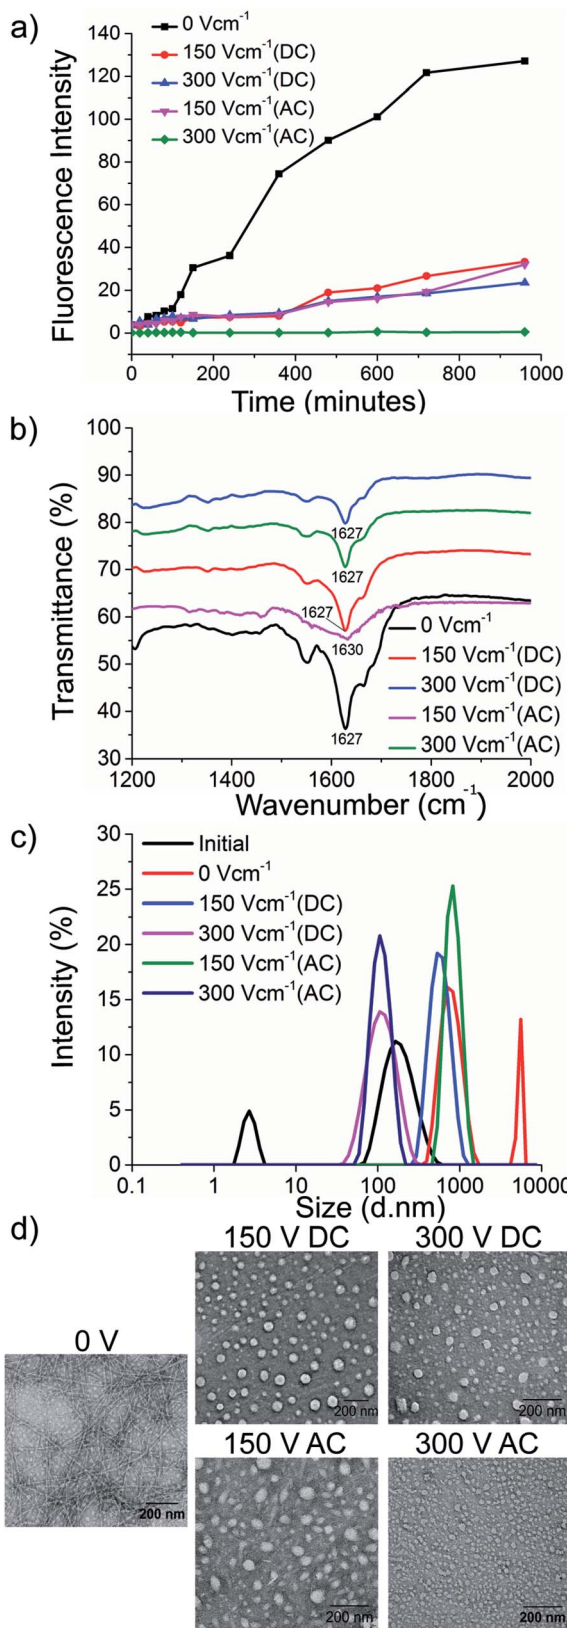 a)
0 Vcm⁻¹
150 Vcm⁻¹(DC)
300 Vcm⁻¹(DC)
150 Vcm⁻¹(AC)
300 Vcm⁻¹(AC)
Fluorescence Intensity
140
120
100
80
60
40
20
0
0 200 400 600 800 1000
Time (minutes)
b)
Transmittance (%)
100
90
80
70
60
50
40
30
1627
1627
1627
1630
1627
0 Vcm⁻¹
150 Vcm⁻¹(DC)
300 Vcm⁻¹(DC)
150 Vcm⁻¹(AC)
300 Vcm⁻¹(AC)
1200 1400 1600 1800 2000
Wavenumber (cm⁻¹)
c)
Intensity (%)
30
25
20
15
10
5
0
Initial
0 Vcm⁻¹
150 Vcm⁻¹(DC)
300 Vcm⁻¹(DC)
150 Vcm⁻¹(AC)
300 Vcm⁻¹(AC)
0.1 1 10 100 1000 10000
Size (d.nm)
d)
0 V
200 nm
150 V DC
200 nm
300 V DC
200 nm
150 V AC
200 nm
300 V AC
200 nm